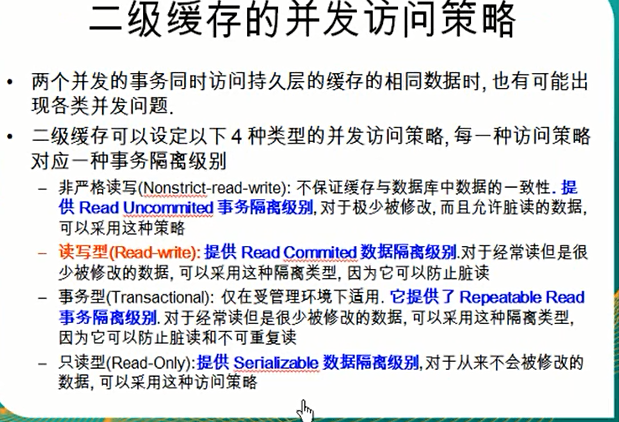 二级缓存的并发访问策略
• 两个并发的事务同时访问持久层的缓存的相同数据时, 也有可能出
现各类并发问题.
• 二级缓存可以设定以下 4 种类型的并发访问策略, 每一种访问策略
对应一种事务隔离级别
– 非严格读写(Nonstrict-read-write): 不保证缓存与数据库中数据的一致性. 提
供 Read Uncommited 事务隔离级别, 对于极少被修改, 而且允许脏读的数据,
可以采用这种策略
– 读写型(Read-write): 提供 Read Commited 数据隔离级别.对于经常读但是很
少被修改的数据, 可以采用这种隔离类型, 因为它可以防止脏读
– 事务型(Transactional): 仅在受管理环境下适用. 它提供了 Repeatable Read
事务隔离级别. 对于经常读但是很少被修改的数据, 可以采用这种隔离类型,
因为它可以防止脏读和不可重复读
– 只读型(Read-Only):提供 Serializable 数据隔离级别, 对于从来不会被修改的
数据, 可以采用这种访问策略